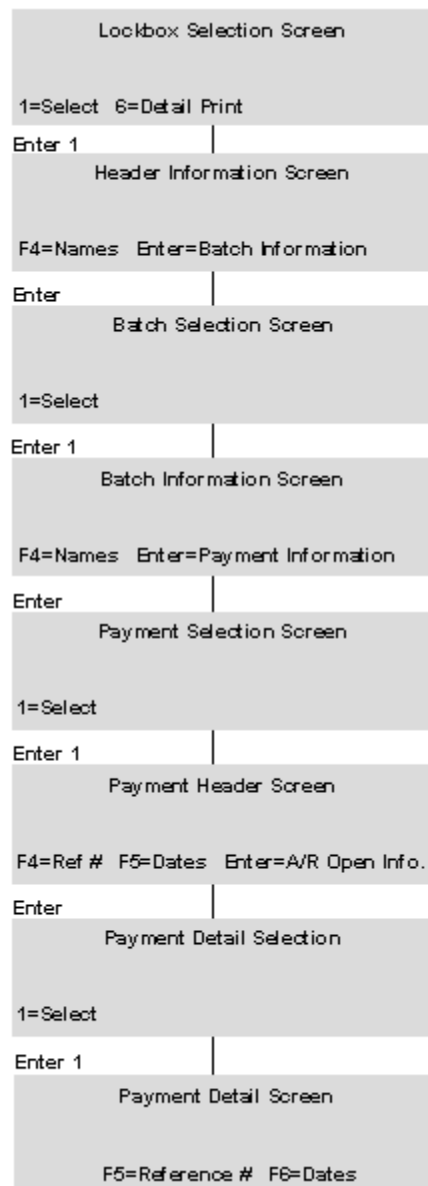 Lockbox Selection Screen
1=Select 6=Detail Print
Enter 1
Header Information Screen
F4=Names Enter=Batch Information
Enter
Batch Selection Screen
1=Select
Enter 1
Batch Information Screen
F4=Names Enter=Payment Information
Enter
Payment Selection Screen
1=Select
Enter 1
Payment Header Screen
F4=Ref # F5=Dates Enter=A/R Open Info.
Enter
Payment Detail Selection
1=Select
Enter 1
Payment Detail Screen
F5=Reference # F6=Dates